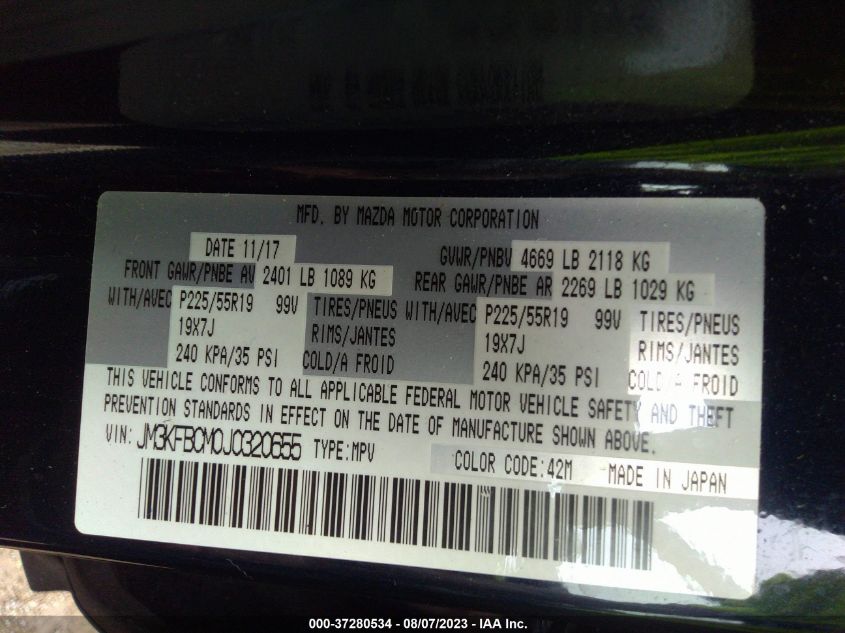 MFD. BY MAZDA MOTOR CORPORATION
DATE 11/17 GVWR/PNBV 4669 LB 2118 KG
FRONT GAWR/PNBE AV 2401 LB 1089 KG REAR GAWR/PNBE AR 2269 LB 1029 KG
WITH/AVEC P225/55R19 99V TIRES/PNEUS WITH/AVEC P225/55R19 99V TIRES/PNEUS
19X7J RIMS/JANTES 19X7J RIMS/JANTES
240 KPA/35 PSI COLD/A FROID 240 KPA/35 PSI COLD/A FROID
THIS VEHICLE CONFORMS TO ALL APPLICABLE FEDERAL MOTOR VEHICLE SAFETY AND THEFT
PREVENTION STANDARDS IN EFFECT ON THE DATE OF MANUFACTURE SHOWN ABOVE.
VIN: JM3KFBCM0J0320655 TYPE:MPV COLOR CODE:42M MADE IN JAPAN
000-37280534 - 08/07/2023 - IAA Inc.